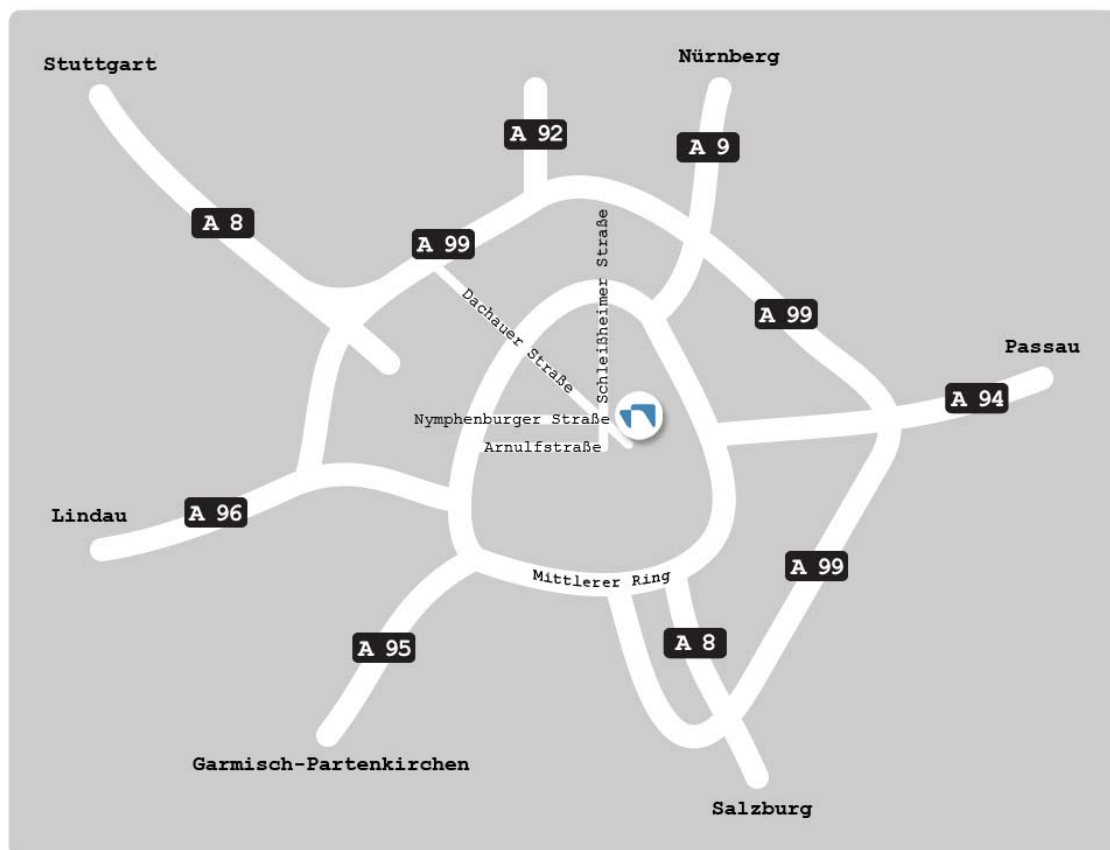 Nürnberg
Stuttgart
A 92
A 9
A 8
A 99
Schleißheimer Straße
Dachauer Straße
A 99
Passau
A 94
Nymphenburger Straße
Arnulfstraße
Lindau
A 96
Mittlerer Ring
A 99
A 8
A 95
Garmisch-Partenkirchen
Salzburg